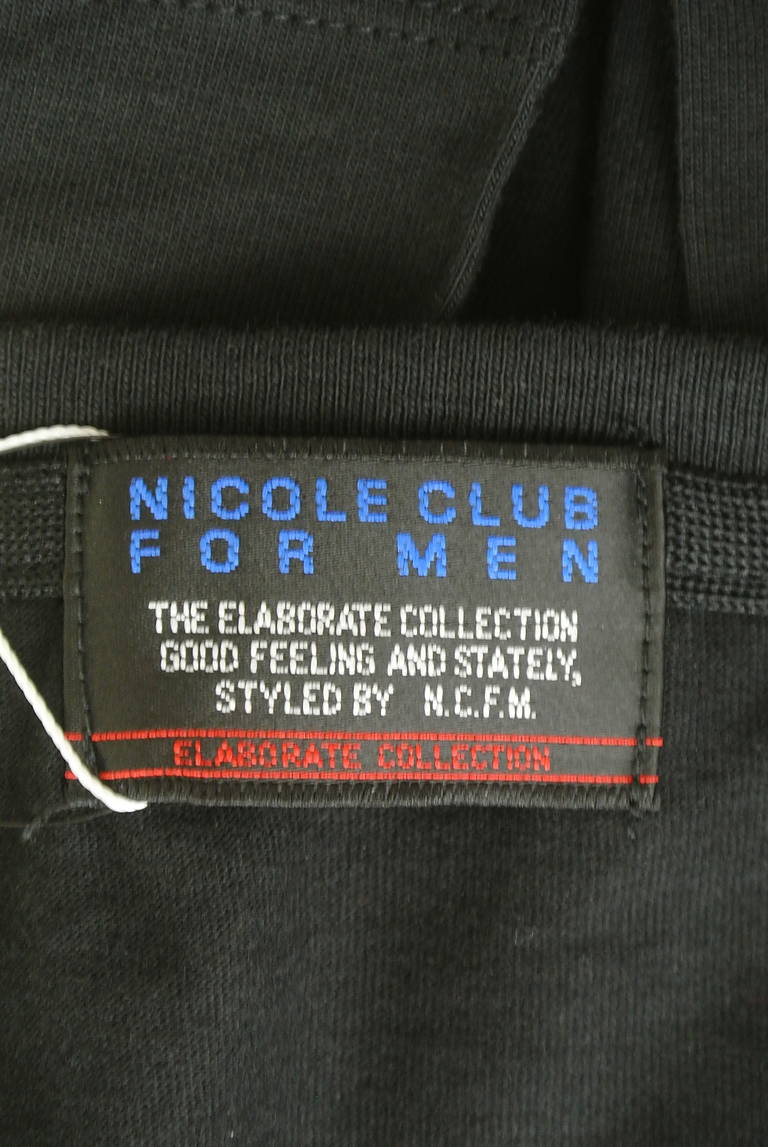 NICOLE CLUB
FOR MEN
THE ELABORATE COLLECTION
GOOD FEELING AND STATELY,
STYLED BY N.C.F.M.
ELABORATE COLLECTION